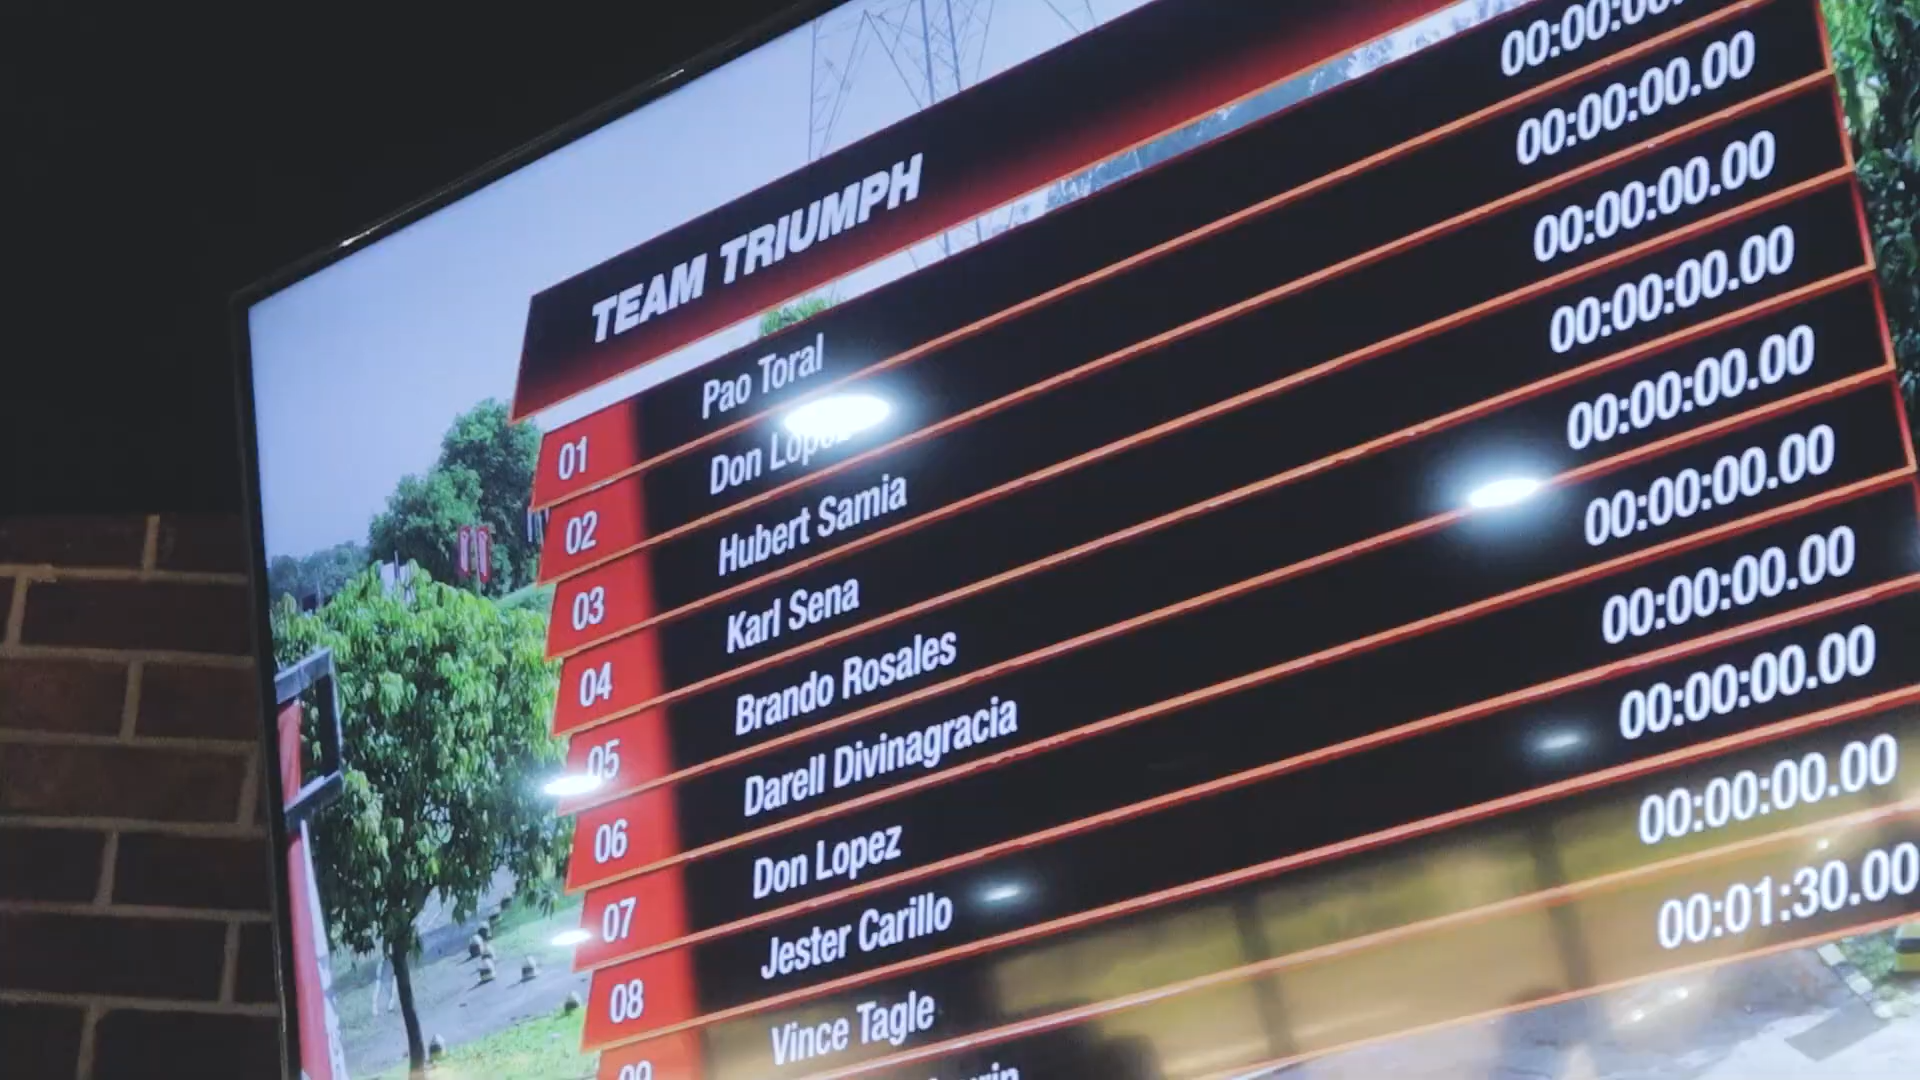 TEAM TRIUMPH
01 Pao Toral
02 Don Lopez 00:00:00.00
03 Hubert Samia 00:00:00.00
04 Karl Sena 00:00:00.00
05 Brando Rosales 00:00:00.00
06 Darell Divinagracia 00:00:00.00
07 Don Lopez 00:00:00.00
08 Jester Carillo 00:00:00.00
09 Vince Tagle 00:00:00.00
00:01:30.00